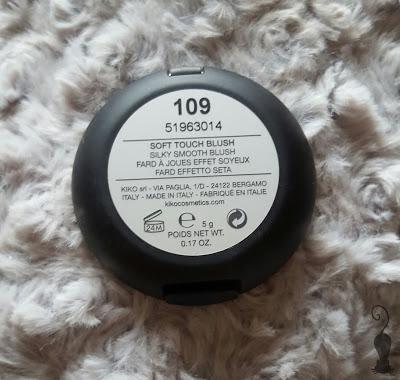 109
51963014
SOFT TOUCH BLUSH
SILKY SMOOTH BLUSH
FARD À JOUES EFFET SOYEUX
FARD EFFETTO SETA
KIKO srl - VIA PAGLIA, 1/D - 24122 BERGAMO
ITALY - MADE IN ITALY - FABRIQUÉ EN ITALIE
kikocosmetics.com
24M
e 5 g
POIDS NET WT.
0.17 OZ.